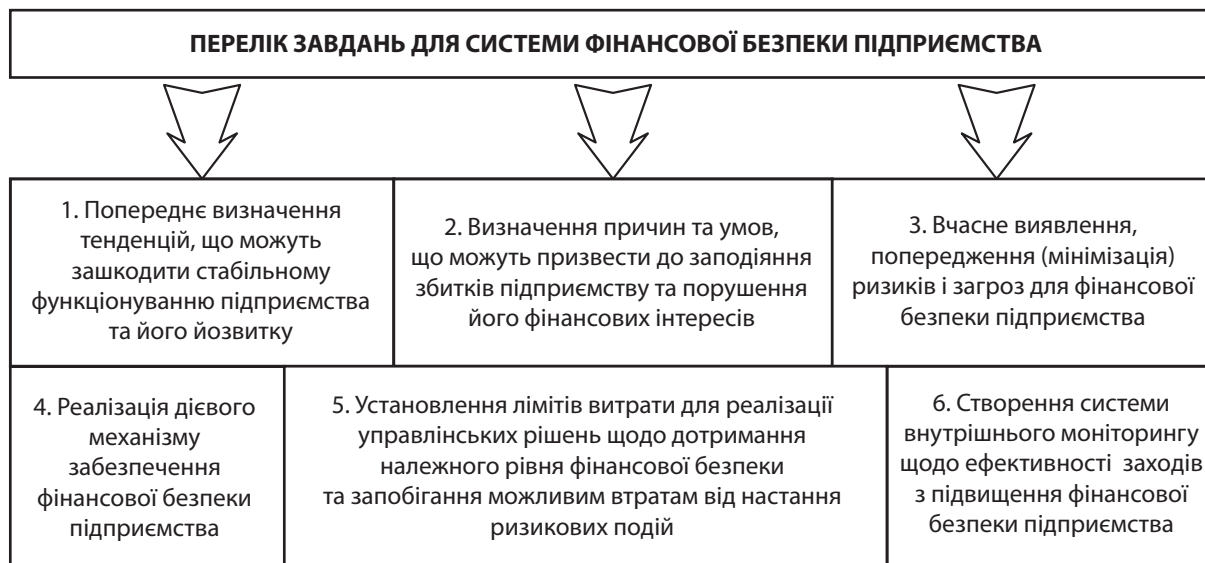 ПЕРЕЛІК ЗАВДАНЬ ДЛЯ СИСТЕМИ ФІНАНСОВОЇ БЕЗПЕКИ ПІДПРИЄМСТВА
1. Попереднє визначення
тенденцій, що можуть
зашкодити стабільному
функціонуванню підприємства
та його йозвитку
2. Визначення причин та умов,
що можуть призвести до заподіяння
збитків підприємству та порушення
його фінансових інтересів
3. Вчасне виявлення,
попередження (мінімізація)
ризиків і загроз для фінансової
безпеки підприємства
4. Реалізація дієвого
механізму
забезпечення
фінансової безпеки
підприємства
5. Установлення лімітів витрати для реалізації
управлінських рішень щодо дотримання
належного рівня фінансової безпеки
та запобігання можливим втратам від настання
ризикових подій
6. Створення системи
внутрішнього моніторингу
щодо ефективності заходів
з підвищення фінансової
безпеки підприємства